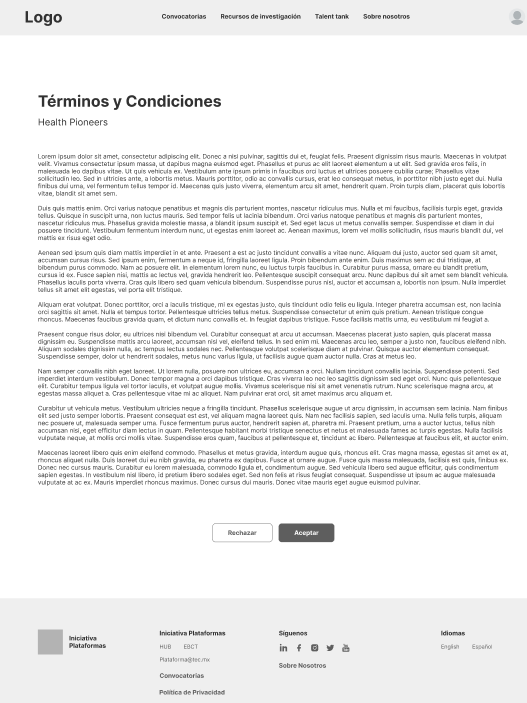 Logo
Convocatorias Recursos de investigación Talent tank Sobre nosotros
Términos y Condiciones
Health Pioneers
Lorem ipsum dolor sit amet, consectetur adipiscing elit. Donec a nisi pulvinar, sagittis dui et, feugiat felis. Praesent dignissim risus mauris. Maecenas in volutpat
velit. Vivamus consectetur ipsum massa, ut dapibus magna euismod eget. Phasellus et purus ac elit laoreet elementum a ut elit. Sed gravida eros felis, in
malesuada leo dapibus vitae. Ut quis vehicula ex. Vestibulum ante ipsum primis in faucibus orci luctus et ultrices posuere cubilia curae; Phasellus vitae
sollicitudin leo. Sed in ultricies ante, a lobortis metus. Mauris porttitor, odio ac convallis cursus, erat leo consequat metus, in porttitor nibh justo eget dui. Nulla
finibus dui urna, vel fermentum tellus tempor id. Maecenas quis justo viverra, elementum arcu sit amet, hendrerit quam. Proin turpis diam, placerat quis lobortis
vitae, blandit sit amet sem.
Duis quis mattis enim. Orci varius natoque penatibus et magnis dis parturient montes, nascetur ridiculus mus. Nulla et mi faucibus, facilisis turpis eget, gravida
tellus. Quisque in suscipit urna, non luctus mauris. Sed tempor felis ut lacinia bibendum. Orci varius natoque penatibus et magnis dis parturient montes,
nascetur ridiculus mus. Phasellus gravida molestie massa, a blandit ipsum suscipit et. Sed eget lacus ut metus convallis semper. Suspendisse et diam in dui
posuere tincidunt. Vestibulum fermentum interdum nunc, ut egestas enim laoreet ac. Aenean maximus, lorem vel mollis sollicitudin, risus mauris blandit dui, vel
mattis ex risus eget odio.
Aenean sed ipsum quis diam mattis imperdiet in et ante. Praesent a est ac justo tincidunt convallis a vitae nunc. Aliquam dui justo, auctor sed quam sit amet,
accumsan cursus risus. Sed ipsum enim, fermentum a neque id, fringilla laoreet ligula. Proin bibendum ante enim. Duis maximus sem ac dui tristique, at
bibendum purus commodo. Nam ac posuere elit. In elementum lorem nunc, eu luctus turpis faucibus in. Curabitur purus massa, ornare eu blandit pretium,
cursus id ex. Fusce sapien nisi, mattis ac lectus vel, gravida hendrerit leo. Pellentesque at convallis erat, ac rutrum erat. Nunc dapibus dui sit amet sem blandit vehicula.
Phasellus iaculis porta viverra. Cras quis libero sed quam vehicula bibendum. Suspendisse purus nisl, auctor et accumsan a, lobortis non ipsum. Nulla imperdiet
tellus sit amet elit egestas, vel porta elit tristique.
Aliquam erat volutpat. Donec porttitor, orci a iaculis tristique, mi ex egestas justo, quis tincidunt odio felis eu ligula. Integer pharetra accumsan est, non lacinia
orci sagittis sit amet. Nulla et tempus tortor. Pellentesque ultricies tellus metus. Suspendisse consectetur ut enim quis pretium. Aenean tristique congue
rhoncus. Maecenas faucibus gravida quam, et dictum nunc convallis et. In feugiat dapibus tristique. Fusce facilisis mattis urna, eu vestibulum mi feugiat a.
Praesent congue risus dolor, eu ultrices nisi bibendum vel. Curabitur consequat at arcu ut accumsan. Maecenas placerat justo sapien, quis placerat massa
dignissim eu. Suspendisse mattis arcu laoreet, accumsan nisl vel, eleifend tellus. In sed enim mi. Maecenas arcu leo, semper a justo non, faucibus eleifend nibh.
Aliquam sodales dignissim nulla, ac tempus lectus sodales nec. Pellentesque volutpat scelerisque diam at pulvinar. Quisque auctor elementum consequat.
Suspendisse semper, dolor ut hendrerit sodales, metus nunc varius ligula, ut facilisis augue quam auctor nulla. Cras at metus leo.
Nam semper convallis nibh eget laoreet. Ut lorem nulla, posuere non ultrices eu, accumsan a orci. Nullam tincidunt convallis lacinia. Suspendisse potenti. Sed
imperdiet interdum vestibulum. Donec tempor magna a orci dapibus tristique. Cras viverra leo nec leo sagittis dignissim sed eget orci. Nunc quis pellentesque
elit. Curabitur tempus ligula vel tortor iaculis, et volutpat augue mollis. Vivamus scelerisque nisi sit amet venenatis rutrum. Nunc scelerisque magna arcu, at
egestas massa aliquet a. Cras pellentesque vitae mi ac aliquet. Nam pulvinar erat orci, sit amet maximus arcu aliquam et.
Curabitur ut vehicula metus. Vestibulum ultricies neque a fringilla tincidunt. Phasellus scelerisque augue ut arcu dignissim, in accumsan sem lacinia. Nam finibus
elit sed justo semper lobortis. Praesent consequat est est, vel aliquam magna laoreet quis. Nam nec facilisis sapien, sed iaculis urna. Nulla felis turpis, aliquam
nec posuere ut, malesuada semper urna. Fusce fermentum purus auctor, hendrerit sapien at, pharetra mi. Praesent pretium, urna a auctor luctus, tellus nibh
accumsan nisi, eget efficitur diam lectus in quam. Pellentesque habitant morbi tristique senectus et netus et malesuada fames ac turpis egestas. Nulla facilisis
vulputate neque, at mollis orci mollis vitae. Suspendisse eros quam, faucibus at pellentesque et, tincidunt ac libero. Pellentesque at faucibus elit, et auctor enim.
Maecenas laoreet libero quis enim eleifend commodo. Phasellus vel metus viverra, vulputate augue quis, rhoncus elit. Cras magna massa, egestas sit amet ex at,
rhoncus aliquet nulla. Duis laoreet dui eu nibh gravida, eu pharetra ex dapibus. Fusce at ornare augue. Fusce quis massa malesuada, facilisis est quis, finibus ex.
Donec nec cursus mauris. Curabitur eu lorem malesuada, commodo ligula et, condimentum augue. Sed vehicula libero sed augue efficitur, quis condimentum
sapien egestas. In vestibulum nisl libero, id pretium libero sodales eget. Sed non felis at risus feugiat consequat. Suspendisse ut ipsum ac augue malesuada
vulputate ac ex. Mauris imperdiet rhoncus maximus. Donec cursus dui mauris. Donec vitae mauris eget augue euismod pulvinar.
Rechazar Aceptar
Iniciativa
Plataformas
Iniciativa Plataformas
HUB EBCT
Plataforma@tec.mx
Convocatorias
Política de Privacidad
Síguenos
Sobre Nosotros
Idiomas
English Español